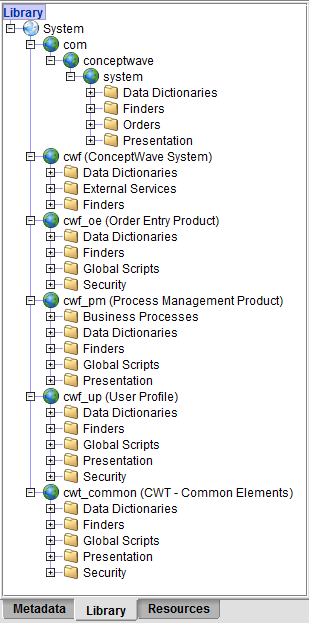 Library
System
com
conceptwave
system
Data Dictionaries
Finders
Orders
Presentation
cwf (ConceptWave System)
Data Dictionaries
External Services
Finders
cwf_oe (Order Entry Product)
Data Dictionaries
Finders
Global Scripts
Security
cwf_pm (Process Management Product)
Business Processes
Data Dictionaries
Finders
Global Scripts
Presentation
cwf_up (User Profile)
Data Dictionaries
Finders
Global Scripts
Presentation
Security
cwt_common (CWT - Common Elements)
Data Dictionaries
Finders
Global Scripts
Presentation
Security
Metadata Library Resources